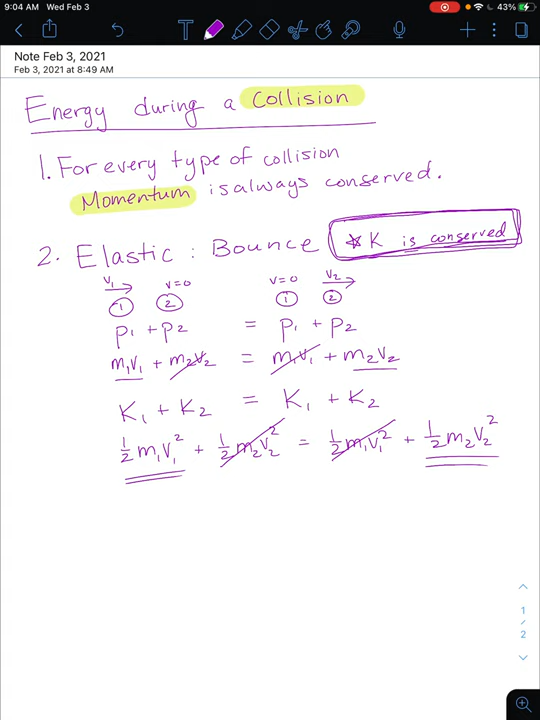 9:04 AM Wed Feb 3
43%
Note Feb 3, 2021
Feb 3, 2021 at 8:49 AM
Energy during a Collision
1. For every type of collision
Momentum is always conserved.
2. Elastic : Bounce * K is conserved
V₁ v=0 v=0 V₂
① ② ① ②
P₁ + P₂ = P₁ + P₂
m₁V₁ + m₂V₂ = m₁V₁ + m₂V₂
K₁ + K₂ = K₁ + K₂
½m₁V₁² + ½m₂V₂² = ½m₁V₁² + ½m₂V₂²
1
/
2